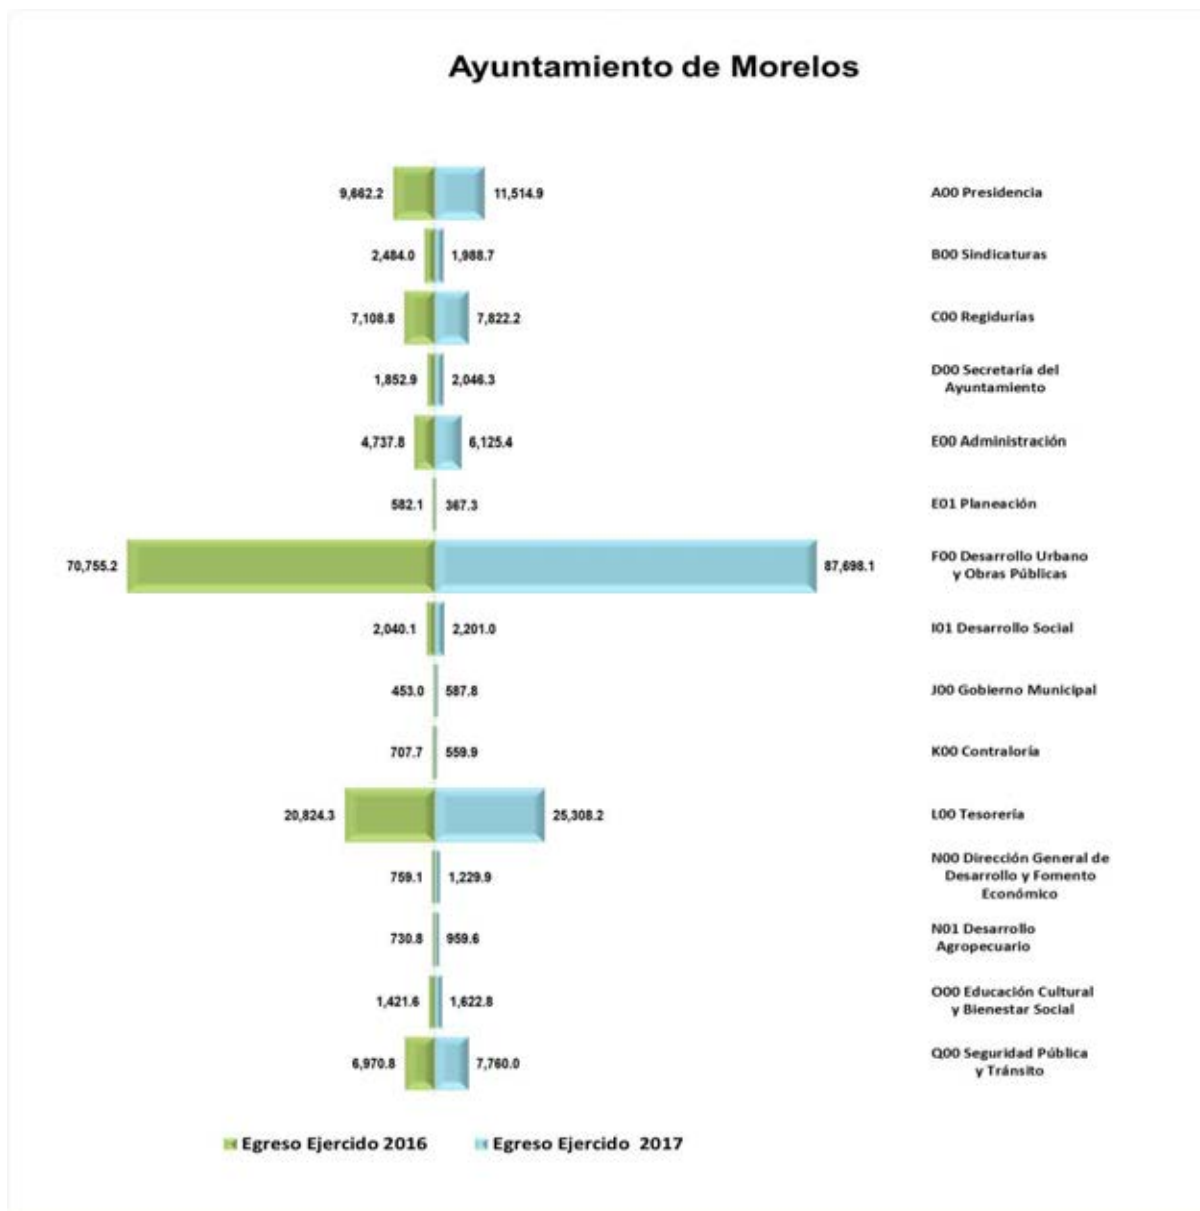 Ayuntamiento de Morelos
9,662.2 11,514.9 A00 Presidencia
2,484.0 1,988.7 B00 Sindicaturas
7,108.8 7,822.2 C00 Regidurías
1,852.9 2,046.3 D00 Secretaría del
Ayuntamiento
4,737.8 6,125.4 E00 Administración
582.1 367.3 E01 Planeación
70,755.2 87,698.1 F00 Desarrollo Urbano
y Obras Públicas
2,040.1 2,201.0 I01 Desarrollo Social
453.0 587.8 J00 Gobierno Municipal
707.7 559.9 K00 Contraloría
20,824.3 25,308.2 L00 Tesorería
759.1 1,229.9 N00 Dirección General de
Desarrollo y Fomento
Económico
730.8 959.6 N01 Desarrollo
Agropecuario
1,421.6 1,622.8 O00 Educación Cultural
y Bienestar Social
6,970.8 7,760.0 Q00 Seguridad Pública
y Tránsito
Egreso Ejercido 2016 Egreso Ejercido 2017